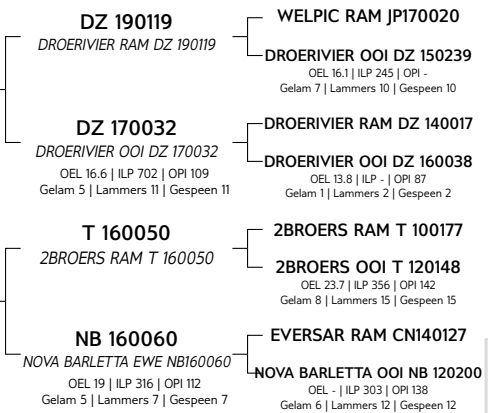 DZ 190119
DROERIVIER RAM DZ 190119
WELPIC RAM JP170020
DROERIVIER OOI DZ 150239
OEL 16.1 | ILP 245 | OPI -
Gelam 7 | Lammers 10 | Gespeen 10
DZ 170032
DROERIVIER OOI DZ 170032
OEL 16.6 | ILP 702 | OPI 109
Gelam 5 | Lammers 11 | Gespeen 11
DROERIVIER RAM DZ 140017
DROERIVIER OOI DZ 160038
OEL 13.8 | ILP - | OPI 87
Gelam 1 | Lammers 2 | Gespeen 2
T 160050
2BROERS RAM T 160050
2BROERS RAM T 100177
2BROERS OOI T 120148
OEL 23.7 | ILP 356 | OPI 142
Gelam 8 | Lammers 15 | Gespeen 15
NB 160060
NOVA BARLETTA EWE NB160060
OEL 19 | ILP 316 | OPI 112
Gelam 5 | Lammers 7 | Gespeen 7
EVERSAR RAM CN140127
NOVA BARLETTA OOI NB 120200
OEL - | ILP 303 | OPI 138
Gelam 6 | Lammers 12 | Gespeen 12